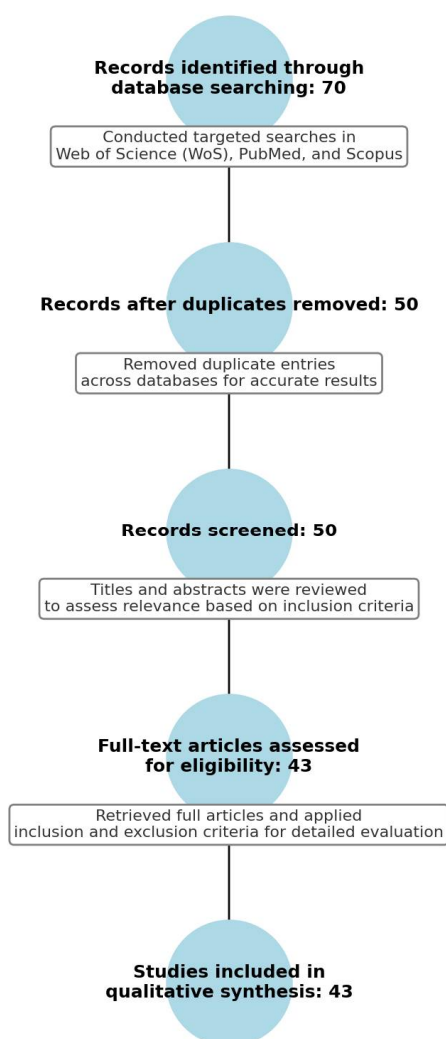 Records identified through
database searching: 70
Conducted targeted searches in
Web of Science (WoS), PubMed, and Scopus
Records after duplicates removed: 50
Removed duplicate entries
across databases for accurate results
Records screened: 50
Titles and abstracts were reviewed
to assess relevance based on inclusion criteria
Full-text articles assessed
for eligibility: 43
Retrieved full articles and applied
inclusion and exclusion criteria for detailed evaluation
Studies included in
qualitative synthesis: 43